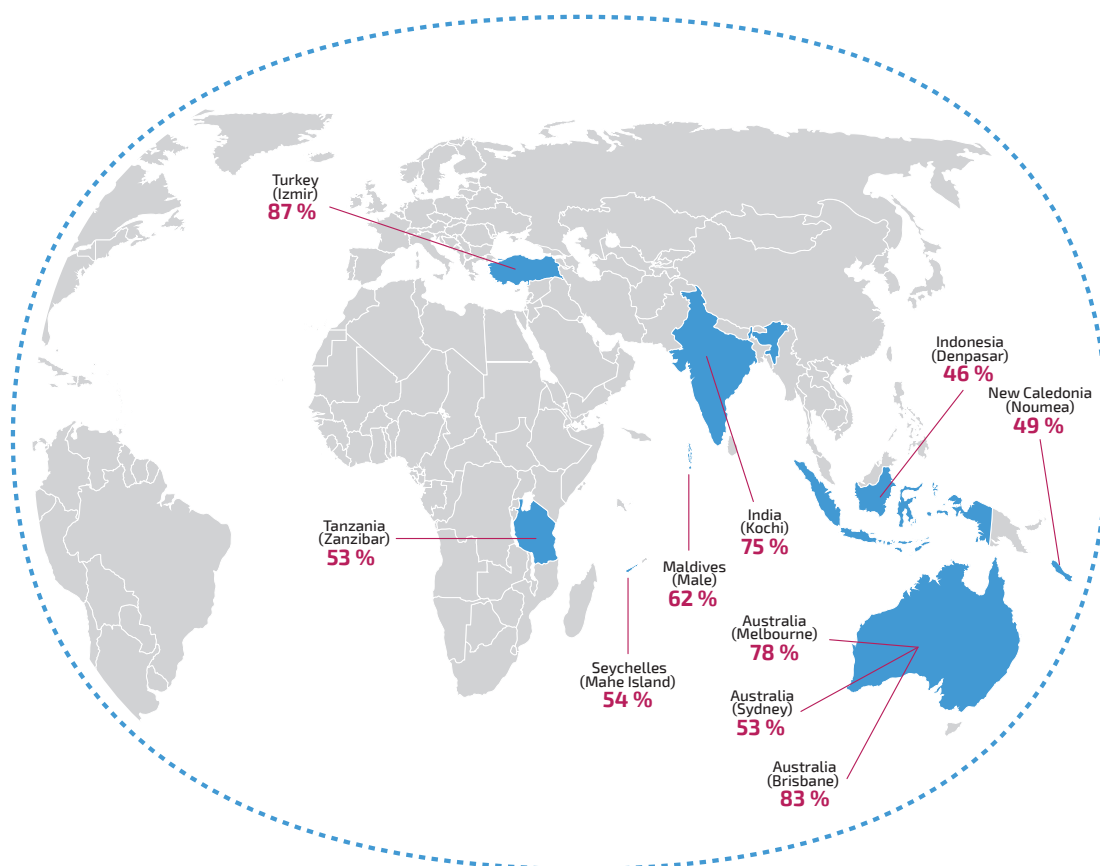 Turkey
(Izmir)
87 %
Indonesia
(Denpasar)
46 %
New Caledonia
(Noumea)
49 %
Tanzania
(Zanzibar)
53 %
India
(Kochi)
75 %
Maldives
(Male)
62 %
Australia
(Melbourne)
78 %
Seychelles
(Mahe Island)
54 %
Australia
(Sydney)
53 %
Australia
(Brisbane)
83 %